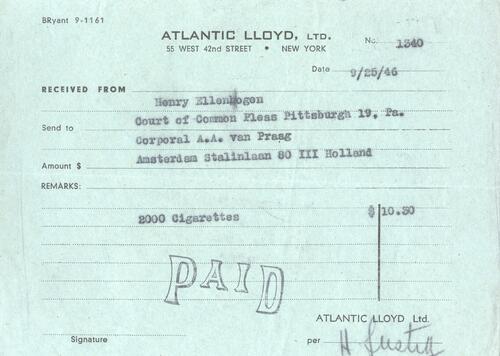 BRyant 9-1161
ATLANTIC LLOYD, LTD.
55 WEST 42nd STREET • NEW YORK
No. 1340
Date 9/25/46
RECEIVED FROM Henry Ellenbogen
Court of Common Pleas Pittsburgh 19, Pa.
Send to Corporal A.A. van Praag
Amsterdam Stalinlaan 80 III Holland
Amount $
REMARKS:
2000 Cigarettes $ 10.50
PAID
ATLANTIC LLOYD Ltd.
Signature per H